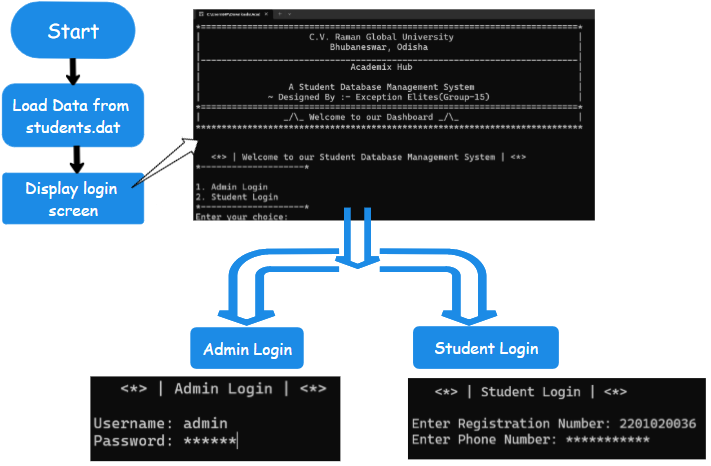 Start
Load Data from
students.dat
Display login
screen
C.V. Raman Global University
Bhubaneswar, Odisha
Academix Hub
A Student Database Management System
~ Designed By :~ Exception Elites(Group-15)
_/\_ Welcome to our Dashboard _/\_
<*> | Welcome to our Student Database Management System | <*>
1. Admin Login
2. Student Login
Enter your choice:
Admin Login
Student Login
<*> | Admin Login | <*>
Username: admin
Password: ******
<*> | Student Login | <*>
Enter Registration Number: 2201020036
Enter Phone Number: ***********